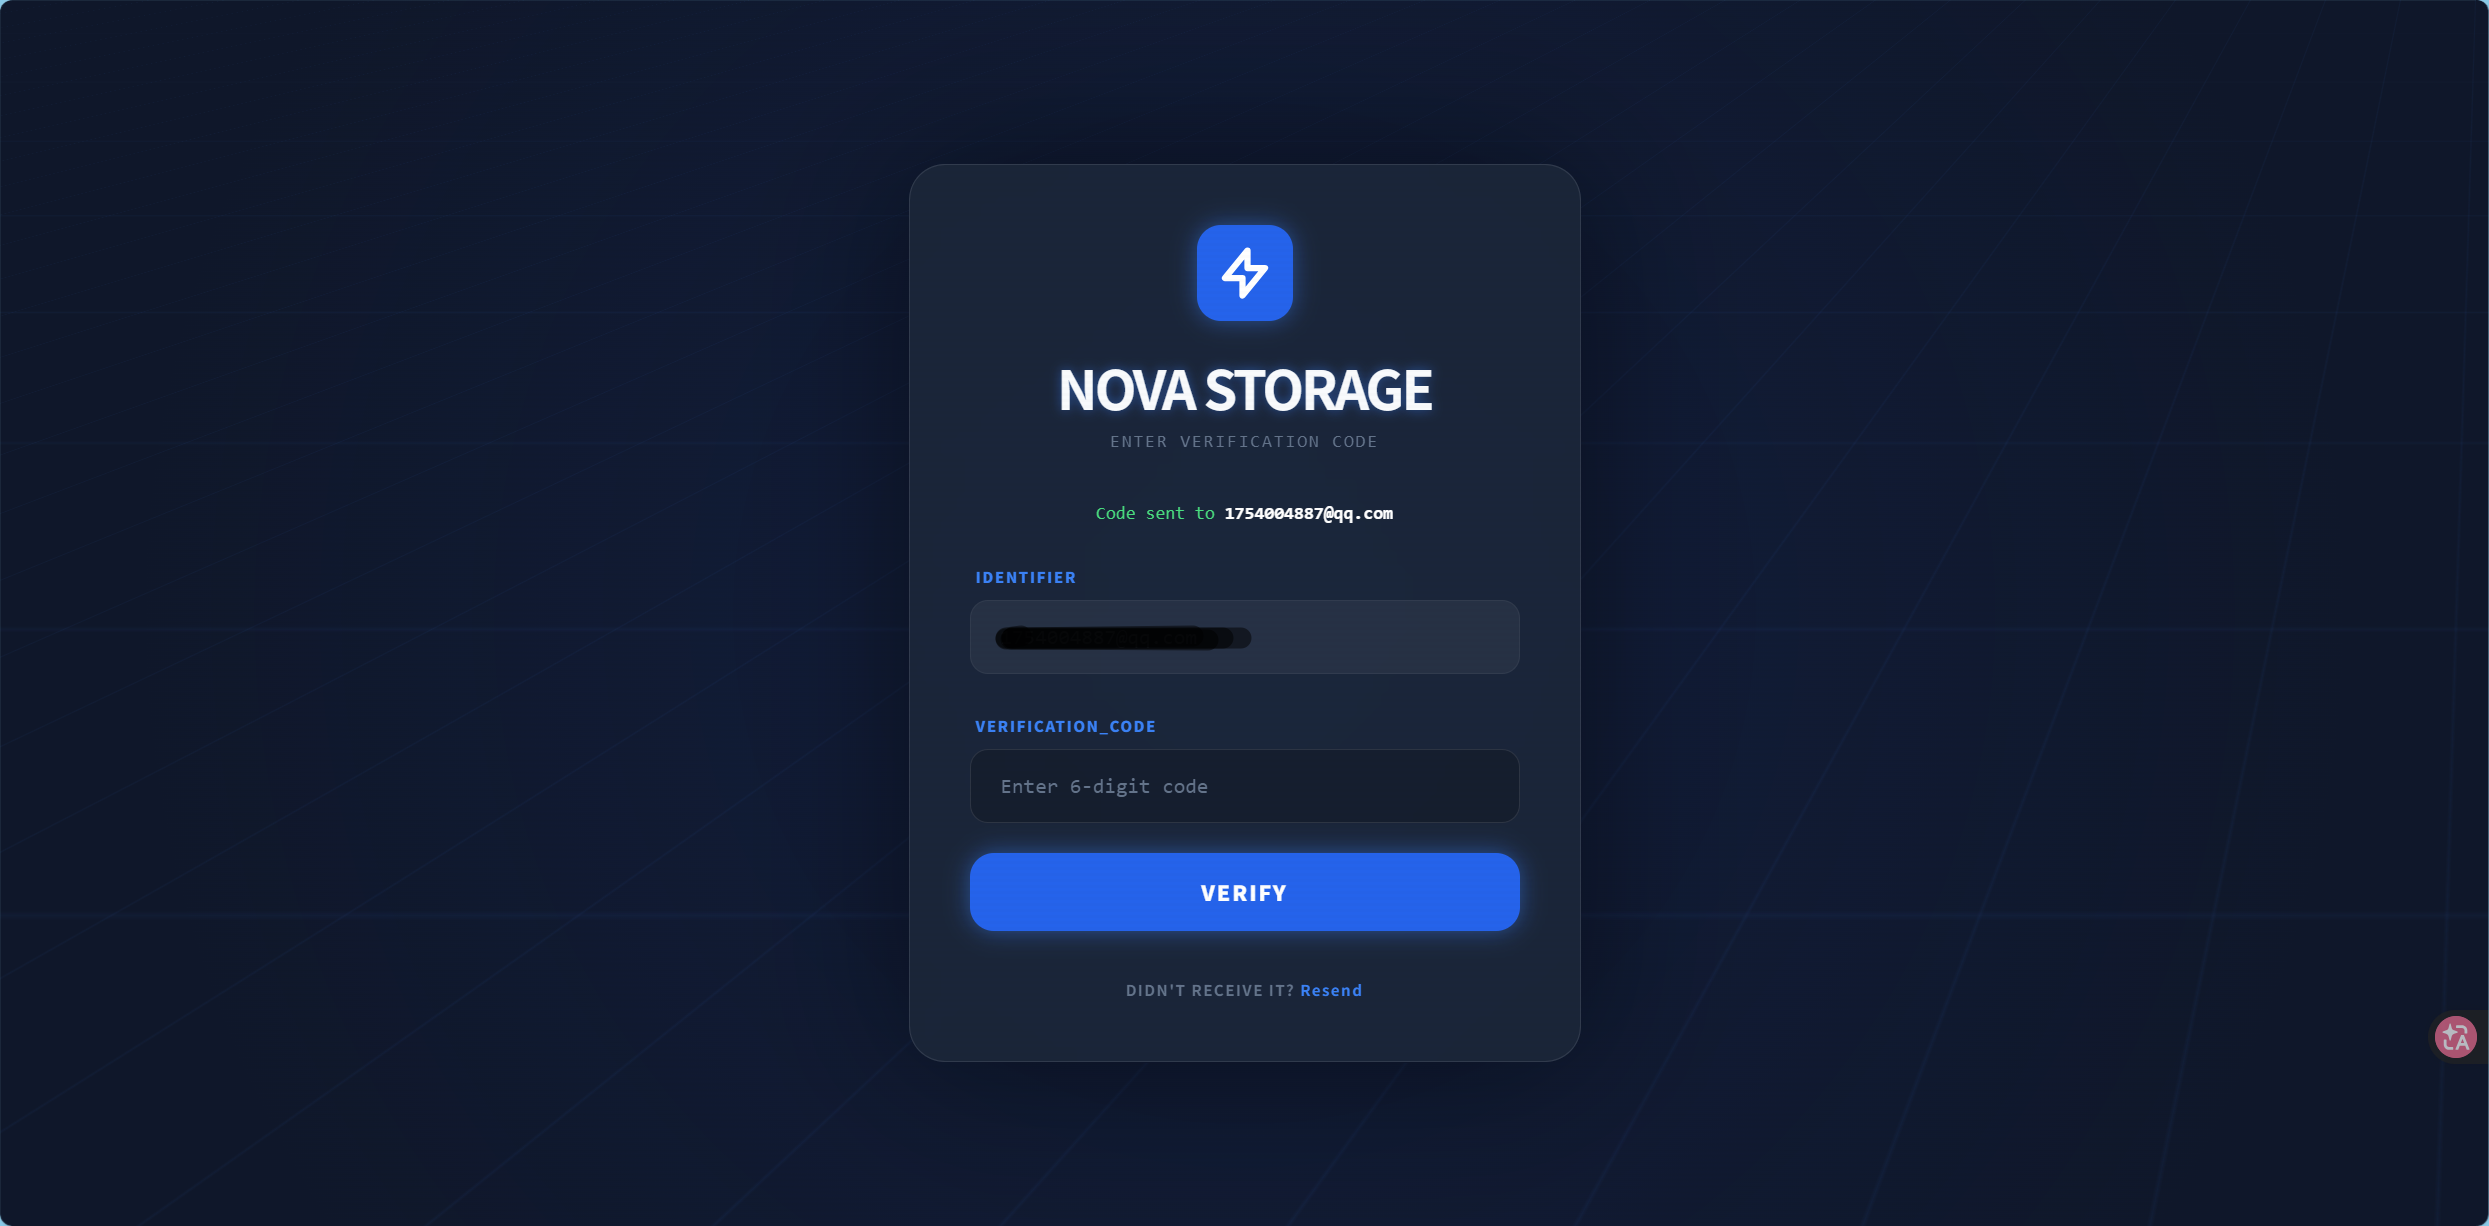 NOVA STORAGE
ENTER VERIFICATION CODE
Code sent to 1754004887@qq.com
IDENTIFIER
VERIFICATION_CODE
Enter 6-digit code
VERIFY
DIDN'T RECEIVE IT? Resend